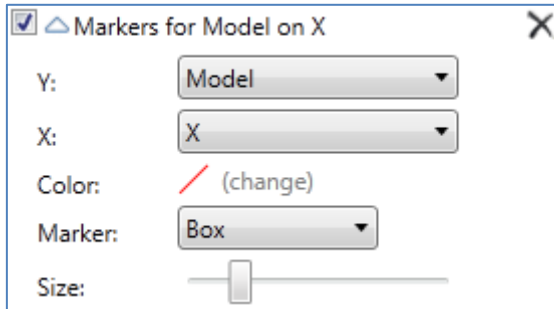 Markers for Model on X
Y: Model
X: X
Color: (change)
Marker: Box
Size: